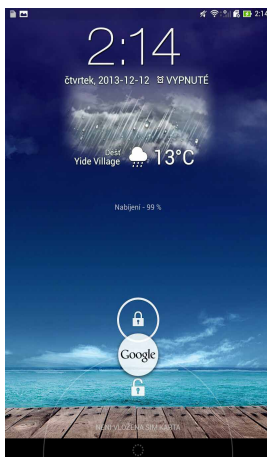 2:14
2:14
čtvrtek, 2013-12-12 VYPNUTÉ
Déšť
Yide Village
13°C
Nabíjení - 99 %
Google
NENÍ VLOŽENA SIM KARTA